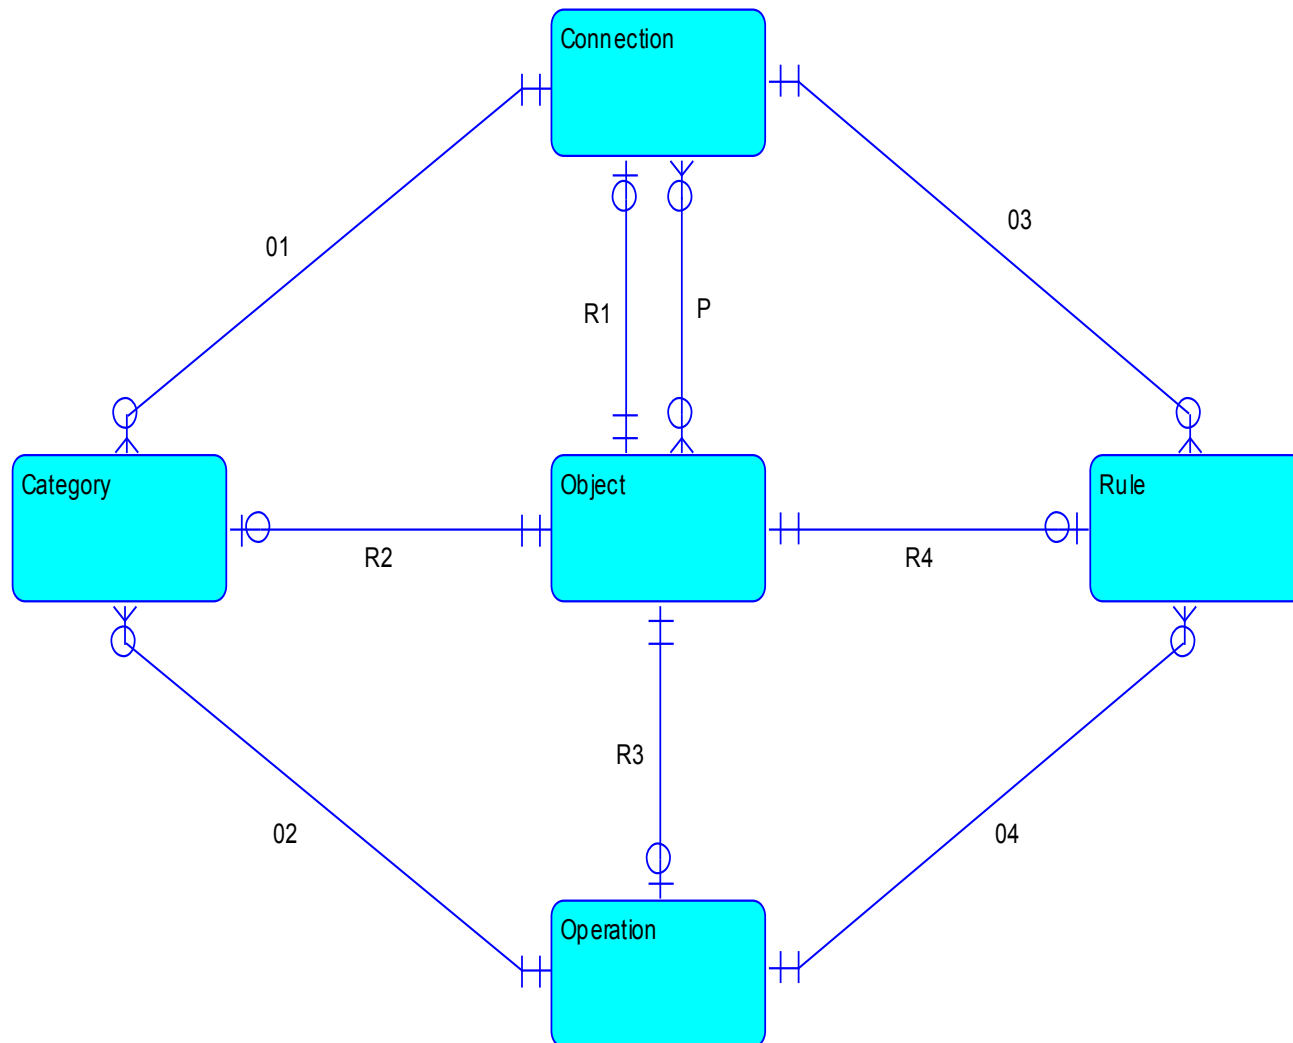 Connection
01
03
R1
P
Category
Object
Rule
R2
R4
R3
02
04
Operation